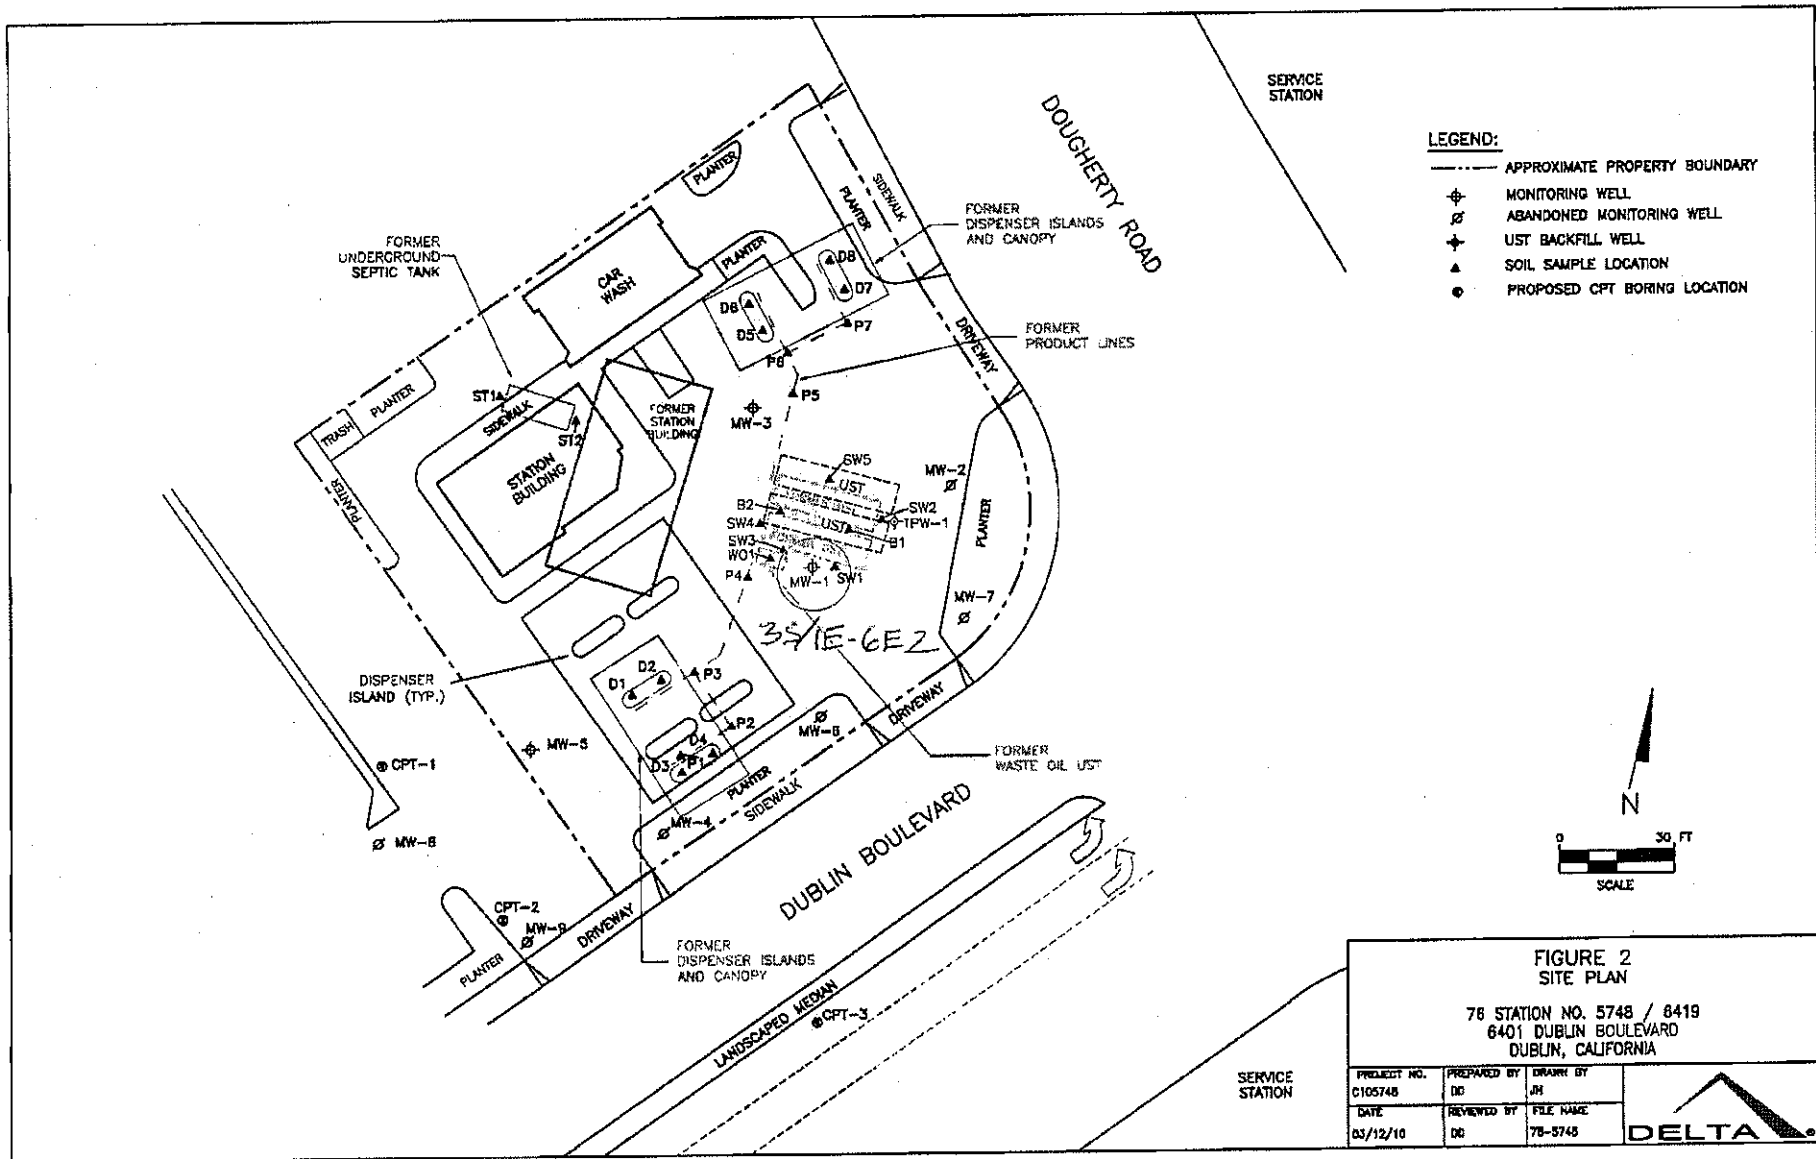 SERVICE
STATION
DOUGHERTY ROAD
LEGEND:
APPROXIMATE PROPERTY BOUNDARY
MONITORING WELL
ABANDONED MONITORING WELL
UST BACKFILL WELL
SOIL SAMPLE LOCATION
PROPOSED CPT BORING LOCATION
PLANTER
SIDEWALK
PLANTER
FORMER
DISPENSER ISLANDS
AND CANOPY
FORMER
UNDERGROUND
SEPTIC TANK
CAR
WASH
PLANTER
D8
D7
D6
D5
P7
P6
P5
DRIVEWAY
FORMER
PRODUCT LINES
ST1
SIDEWALK
ST2
PLANTER
TRASH
PLANTER
FORMER
STATION
BUILDING
MW-3
STATION
BUILDING
SW5
UST
MW-2
B2
SW2
SW4
UST
TPW-1
B1
SW3
WO1
P4
MW-1
SW1
PLANTER
MW-7
3S/1E-6E2
DISPENSER
ISLAND (TYP.)
D1
D2
P3
P2
D4
D3
P1
MW-6
DRIVEWAY
MW-5
CPT-1
PLANTER
SIDEWALK
FORMER
WASTE OIL UST
MW-4
MW-8
DUBLIN BOULEVARD
N
0 30 FT
SCALE
CPT-2
MW-9
DRIVEWAY
PLANTER
FORMER
DISPENSER ISLANDS
AND CANOPY
LANDSCAPED MEDIAN
CPT-3
SERVICE
STATION
FIGURE 2
SITE PLAN
76 STATION NO. 5748 / 6419
6401 DUBLIN BOULEVARD
DUBLIN, CALIFORNIA
PROJECT NO.
C105748
PREPARED BY
DD
DRAWN BY
JH
DATE
03/12/10
REVIEWED BY
DD
FILE NAME
76-5748
DELTA